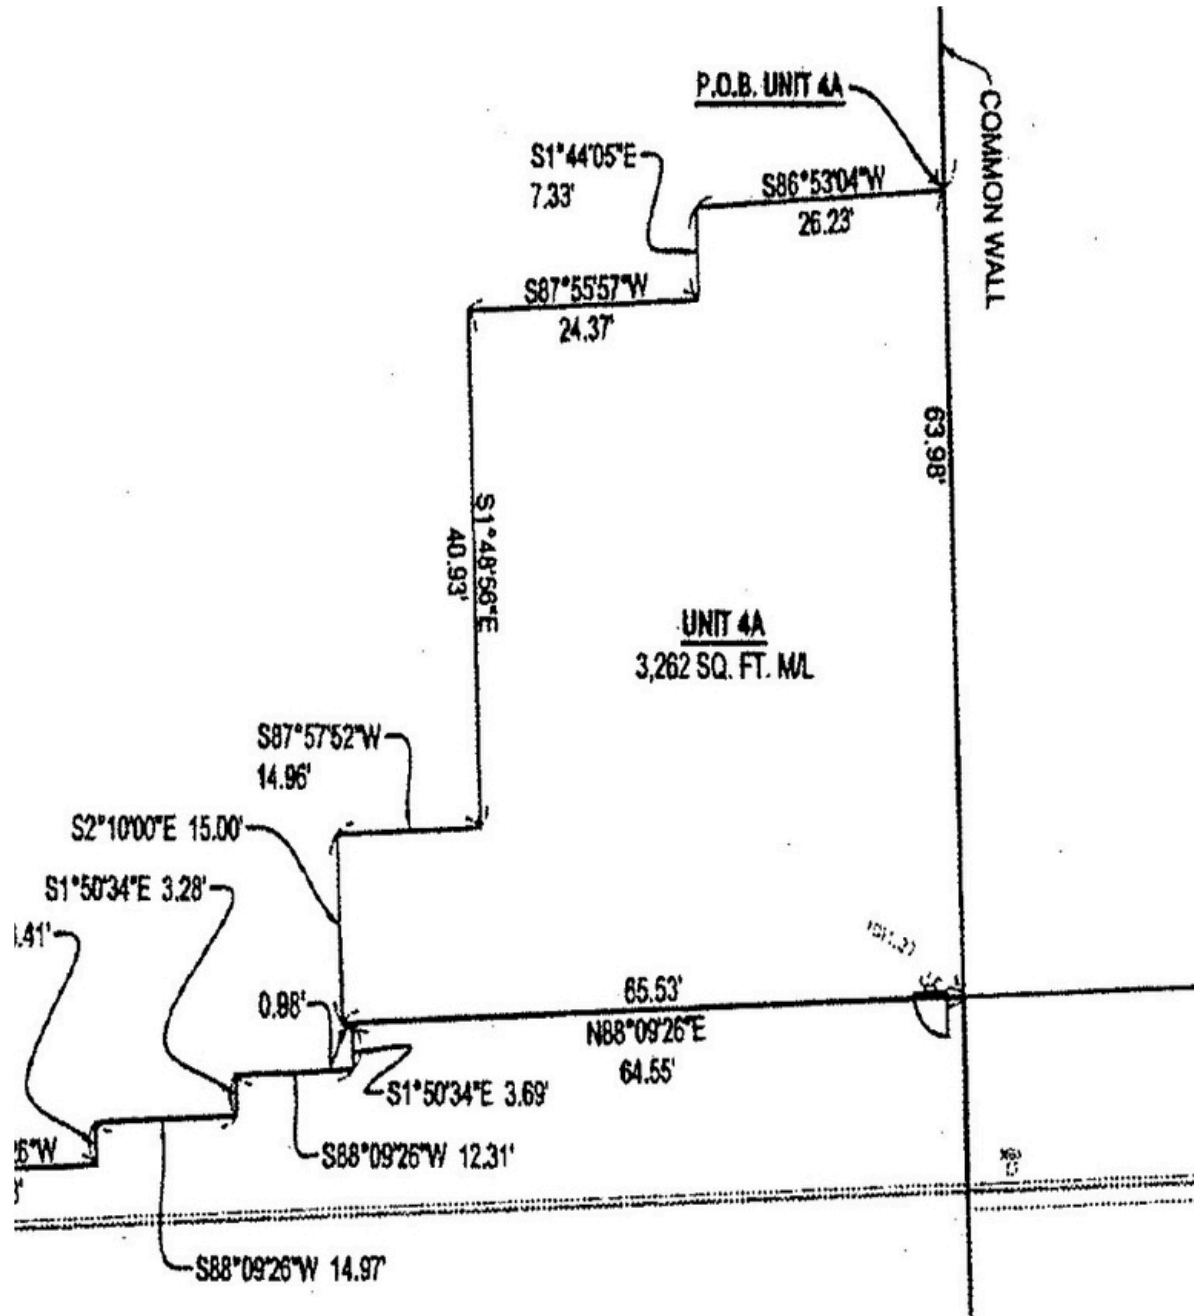 P.O.B. UNIT 4A
COMMON WALL
S1°44'05"E
7.33'
S86°53'04"W
26.23'
S87°55'57"W
24.37'
63.98'
S1°48'56"E
40.93'
UNIT 4A
3,262 SQ. FT. M/L
S87°57'52"W
14.96'
S2°10'00"E 15.00'
S1°50'34"E 3.28'
.41'
0.98'
65.53'
N88°09'26"E
64.55'
S1°50'34"E 3.69'
S88°09'26"W 12.31'
26"W
S88°09'26"W 14.97'